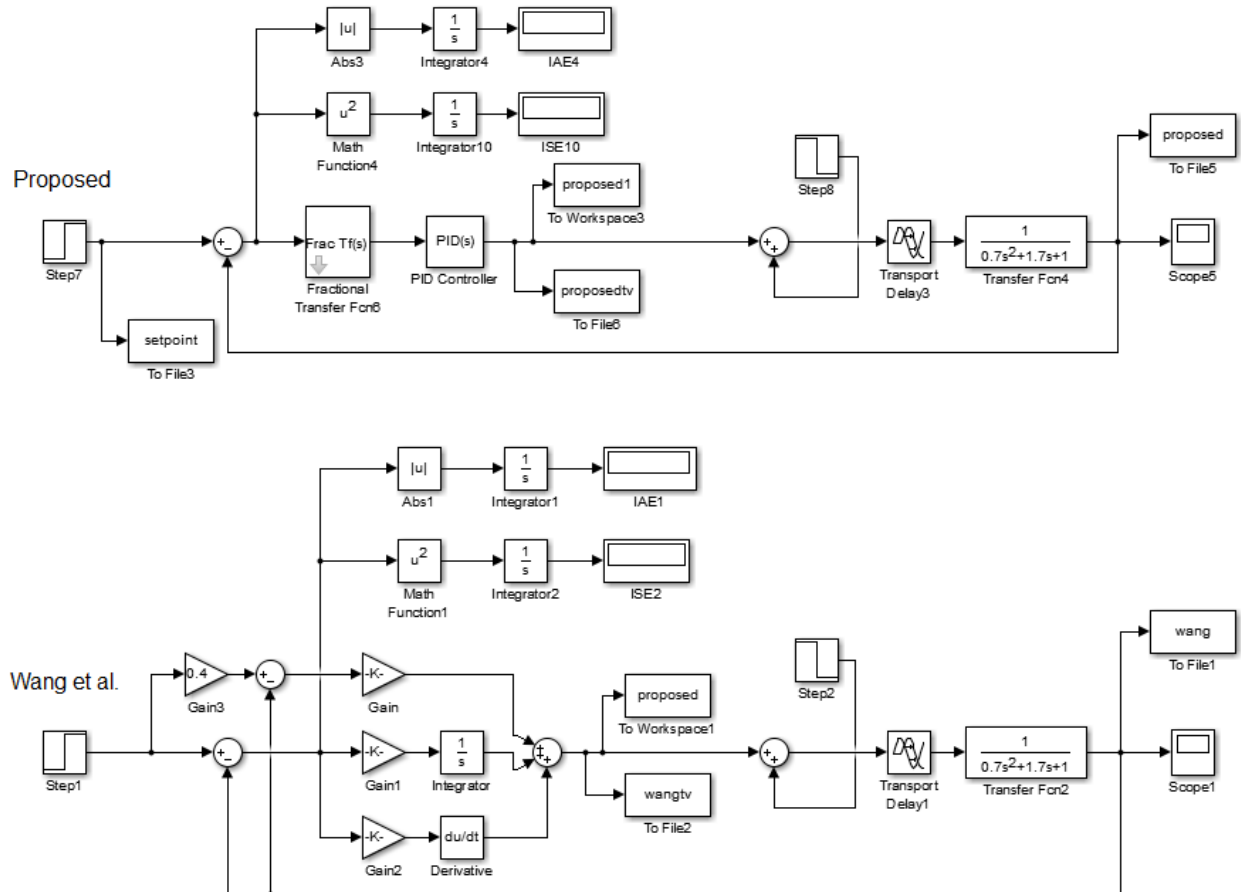 |u|
Abs3
1
s
Integrator4
IAE4
u2
Math
Function4
1
s
Integrator10
ISE10
Proposed
Step7
+
−
Frac Tf(s)
Fractional
Transfer Fcn6
PID(s)
PID Controller
proposed1
To Workspace3
proposedtv
To File6
setpoint
To File3
Step8
+
+
Transport
Delay3
1
0.7s2+1.7s+1
Transfer Fcn4
proposed
To File5
Scope5
|u|
Abs1
1
s
Integrator1
IAE1
u2
Math
Function1
1
s
Integrator2
ISE2
Wang et al.
Step1
0.4
Gain3
+
−
+
−
-K-
Gain
-K-
Gain1
1
s
Integrator
-K-
Gain2
du/dt
Derivative
+
+
+
proposed
To Workspace1
wangtv
To File2
Step2
+
+
Transport
Delay1
1
0.7s2+1.7s+1
Transfer Fcn2
wang
To File1
Scope1